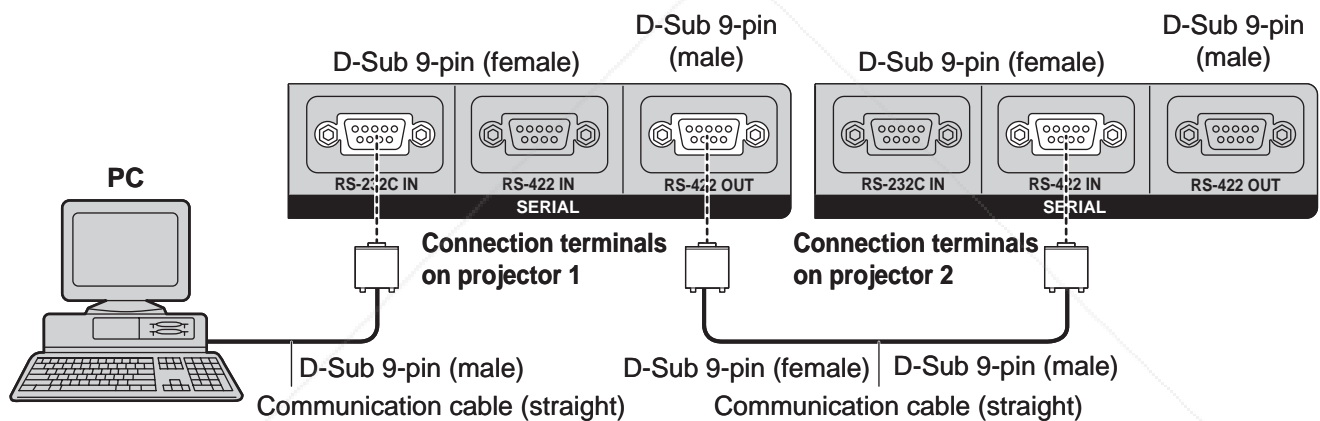 D-Sub 9-pin (female)
D-Sub 9-pin
(male)
D-Sub 9-pin (female)
D-Sub 9-pin
(male)
PC
RS-232C IN
RS-422 IN
RS-422 OUT
SERIAL
RS-232C IN
RS-422 IN
RS-422 OUT
SERIAL
Connection terminals
on projector 1
Connection terminals
on projector 2
D-Sub 9-pin (male)
Communication cable (straight)
D-Sub 9-pin (female)
D-Sub 9-pin (male)
Communication cable (straight)